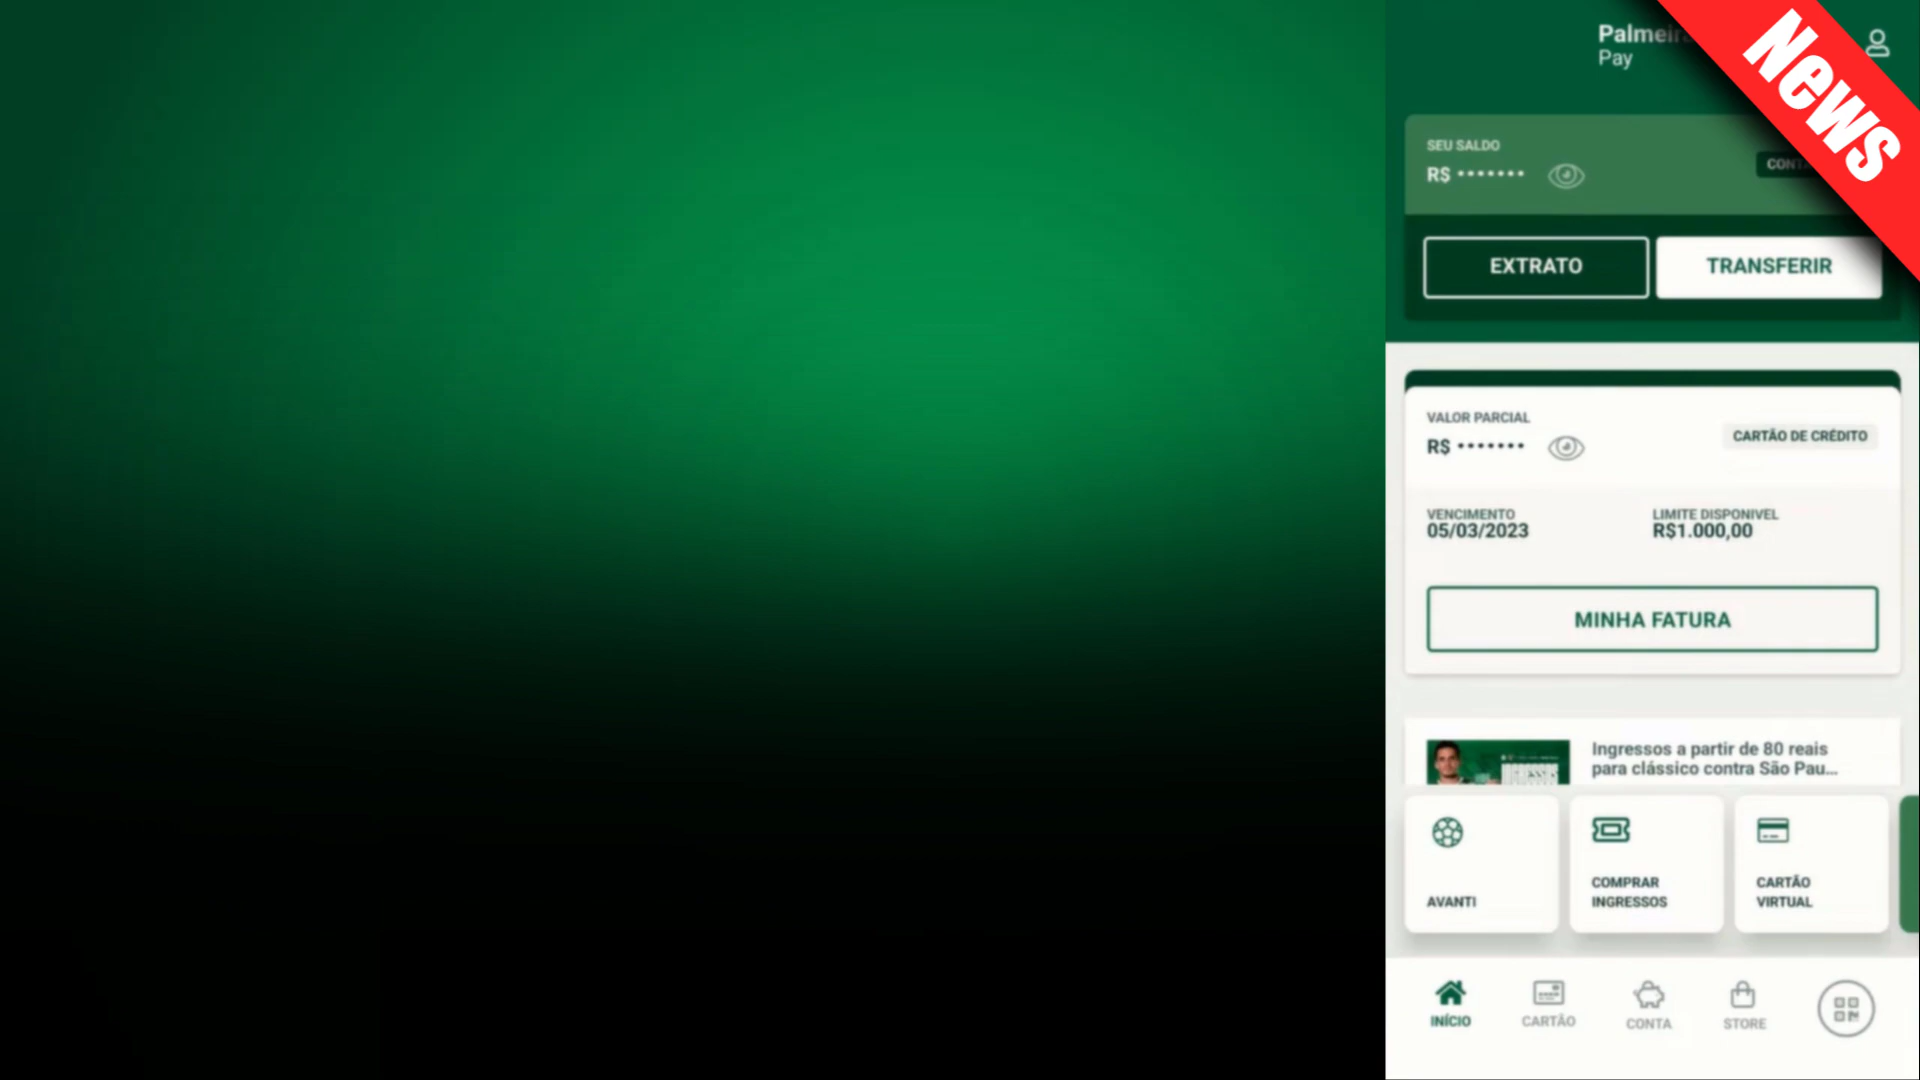 Pay
News
SEU SALDO
R$ •••••••
EXTRATO
TRANSFERIR
VALOR PARCIAL
R$ •••••••
CARTÃO DE CRÉDITO
VENCIMENTO
05/03/2023
LIMITE DISPONIVEL
R$1.000,00
MINHA FATURA
Ingressos a partir de 80 reais
para clássico contra São Pau...
AVANTI
COMPRAR
INGRESSOS
CARTÃO
VIRTUAL
INÍCIO
CARTÃO
CONTA
STORE